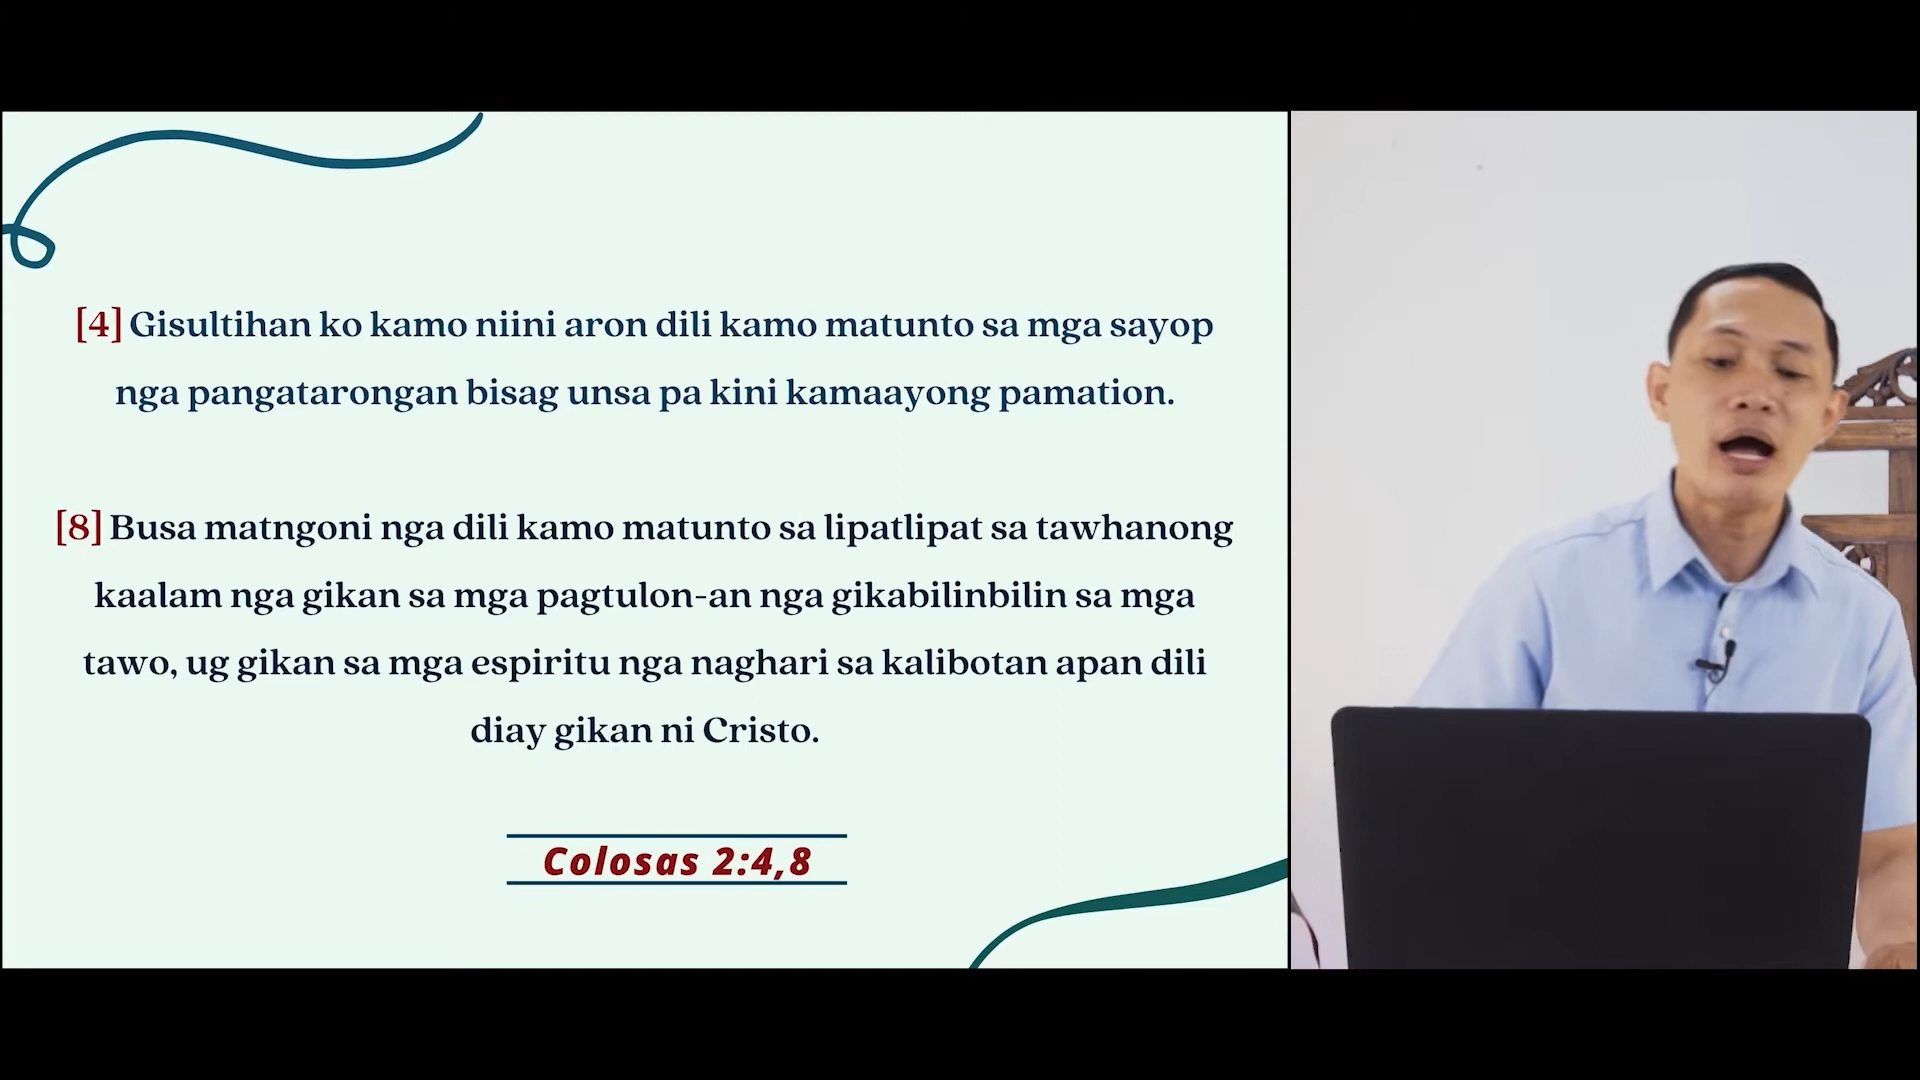 [4] Gisultihan ko kamo niini aron dili kamo matunto sa mga sayop
nga pangatarongan bisag unsa pa kini kamaayong pamation.
[8] Busa matngoni nga dili kamo matunto sa lipatlipat sa tawhanong
kaalam nga gikan sa mga pagtulon-an nga gikabilinbilin sa mga
tawo, ug gikan sa mga espiritu nga naghari sa kalibotan apan dili
diay gikan ni Cristo.
Colosas 2:4,8